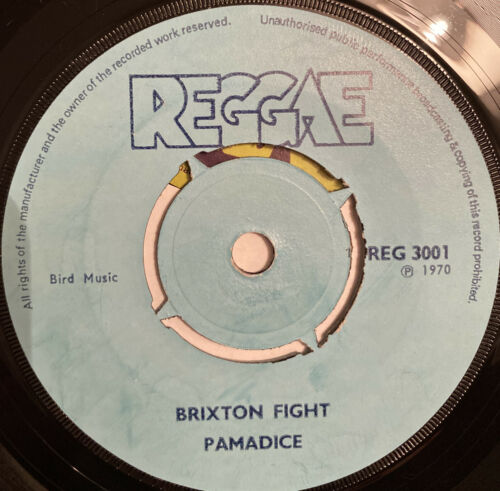 All rights of the manufacturer and the owner of the recorded work reserved.
Unauthorised public performance broadcasting & copying of this record prohibited.
REGGAE
REG 3001
℗ 1970
Bird Music
BRIXTON FIGHT
PAMADICE